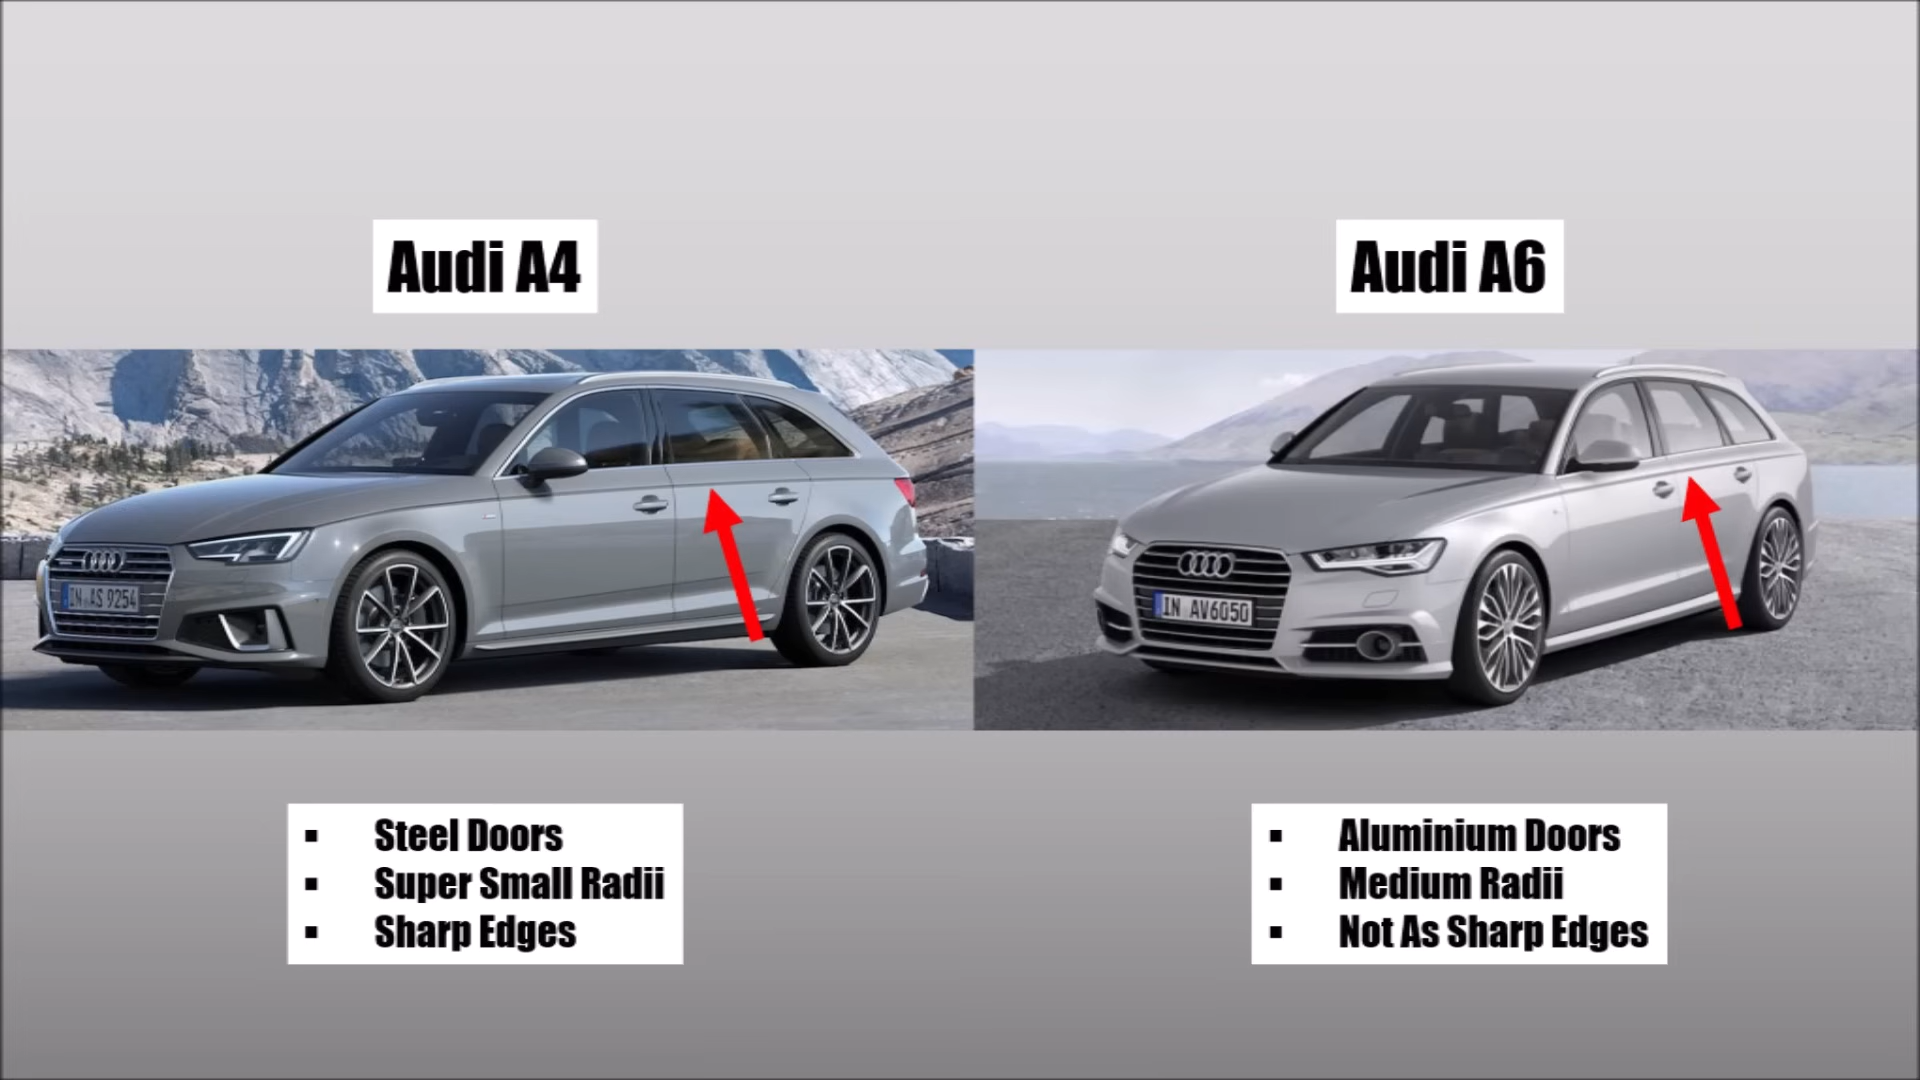 Audi A4
Audi A6
IN AS 9254
IN AV6050
▪ Steel Doors
▪ Super Small Radii
▪ Sharp Edges
▪ Aluminium Doors
▪ Medium Radii
▪ Not As Sharp Edges